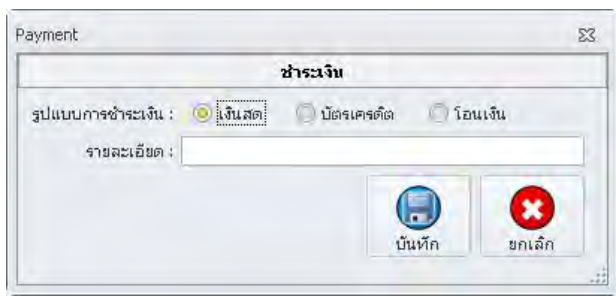 Payment
ชำระเงิน
รูปแบบการชำระเงิน : เงินสด บัตรเครดิต โอนเงิน
รายละเอียด :
บันทึก ยกเลิก